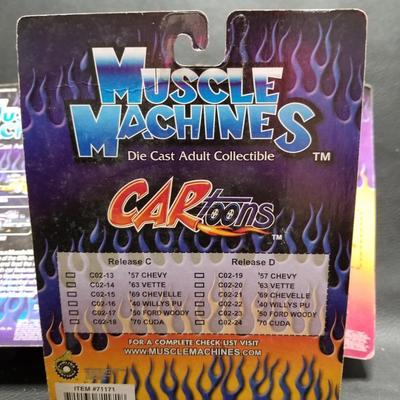 MUSCLE
MACHINES
Die Cast Adult Collectible
TM
CARtoons
TM
Release C
C02-13 '57 CHEVY
C02-14 '63 VETTE
C02-15 '69 CHEVELLE
C02-16 '40 WILLYS PU
C02-17 '50 FORD WOODY
C02-18 '70 CUDA
Release D
C02-19 '57 CHEVY
C02-20 '63 VETTE
C02-21 '69 CHEVELLE
C02-22 '40 WILLYS PU
C02-23 '50 FORD WOODY
C02-24 '70 CUDA
FOR A COMPLETE CHECK LIST VISIT
WWW.MUSCLEMACHINES.COM
ITEM #71171